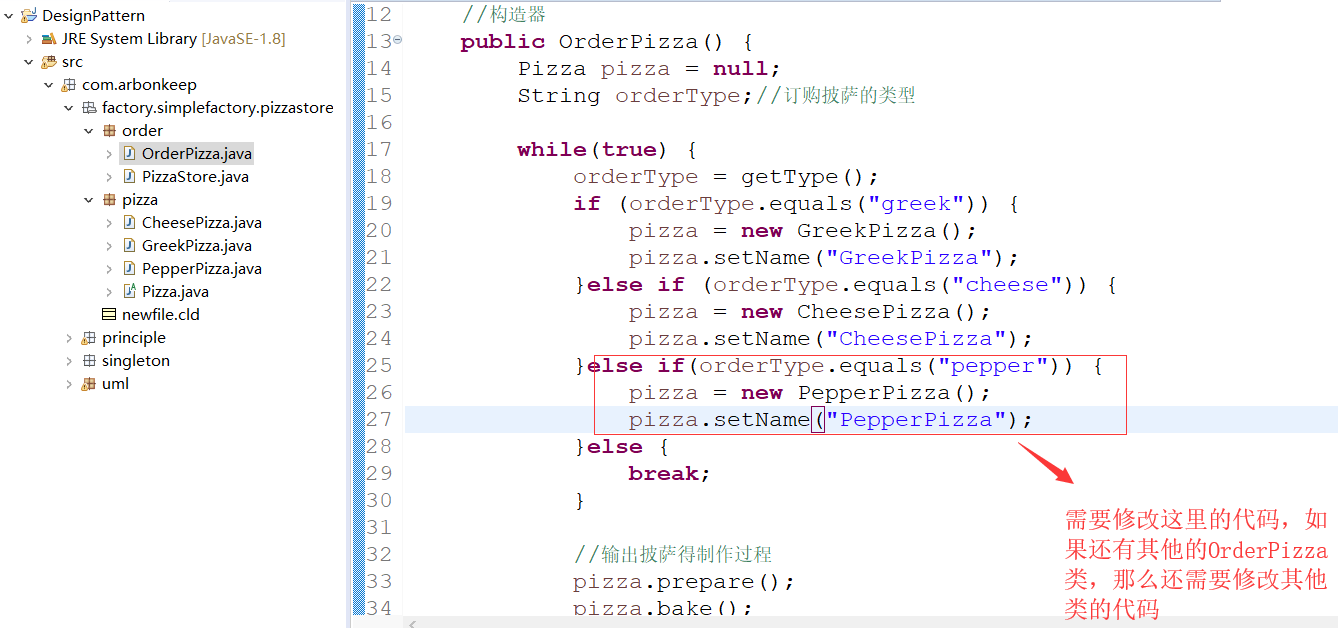 DesignPattern
JRE System Library [JavaSE-1.8]
src
com.arbonkeep
factory.simplefactory.pizzastore
order
OrderPizza.java
PizzaStore.java
pizza
CheesePizza.java
GreekPizza.java
PepperPizza.java
Pizza.java
newfile.cld
principle
singleton
uml
12 //构造器
13 public OrderPizza() {
14 Pizza pizza = null;
15 String orderType;//订购披萨的类型
16
17 while(true) {
18 orderType = getType();
19 if (orderType.equals("greek")) {
20 pizza = new GreekPizza();
21 pizza.setName("GreekPizza");
22 }else if (orderType.equals("cheese")) {
23 pizza = new CheesePizza();
24 pizza.setName("CheesePizza");
25 }else if(orderType.equals("pepper")) {
26 pizza = new PepperPizza();
27 pizza.setName("PepperPizza");
28 }else {
29 break;
30 }
31
32 //输出披萨得制作过程
33 pizza.prepare();
34 pizza.bake();
需要修改这里的代码，如
果还有其他的OrderPizza
类，那么还需要修改其他
类的代码